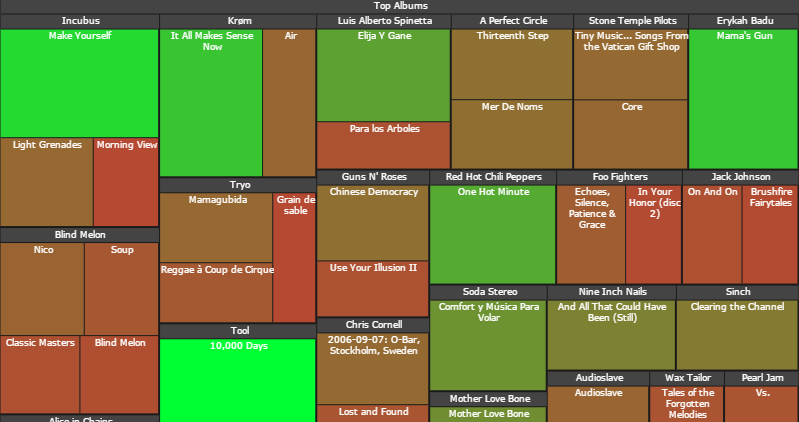 Top Albums
Incubus
Make Yourself
Light Grenades
Morning View
Blind Melon
Nico
Soup
Classic Masters
Blind Melon
Alice in Chains
Krøm
It All Makes Sense
Now
Air
Tryo
Mamagubida
Grain de
sable
Reggae à Coup de Cirque
Tool
10,000 Days
Luis Alberto Spinetta
Elija Y Gane
Para los Arboles
A Perfect Circle
Thirteenth Step
Mer De Noms
Stone Temple Pilots
Tiny Music... Songs From
the Vatican Gift Shop
Core
Erykah Badu
Mama's Gun
Guns N' Roses
Chinese Democracy
Use Your Illusion II
Chris Cornell
2006-09-07: O-Bar,
Stockholm, Sweden
Lost and Found
Red Hot Chili Peppers
One Hot Minute
Foo Fighters
Echoes,
Silence,
Patience &
Grace
In Your
Honor (disc
2)
Jack Johnson
On And On
Brushfire
Fairytales
Soda Stereo
Comfort y Música Para
Volar
Mother Love Bone
Mother Love Bone
Nine Inch Nails
And All That Could Have
Been (Still)
Sinch
Clearing the Channel
Audioslave
Audioslave
Wax Tailor
Tales of the
Forgotten
Melodies
Pearl Jam
Vs.